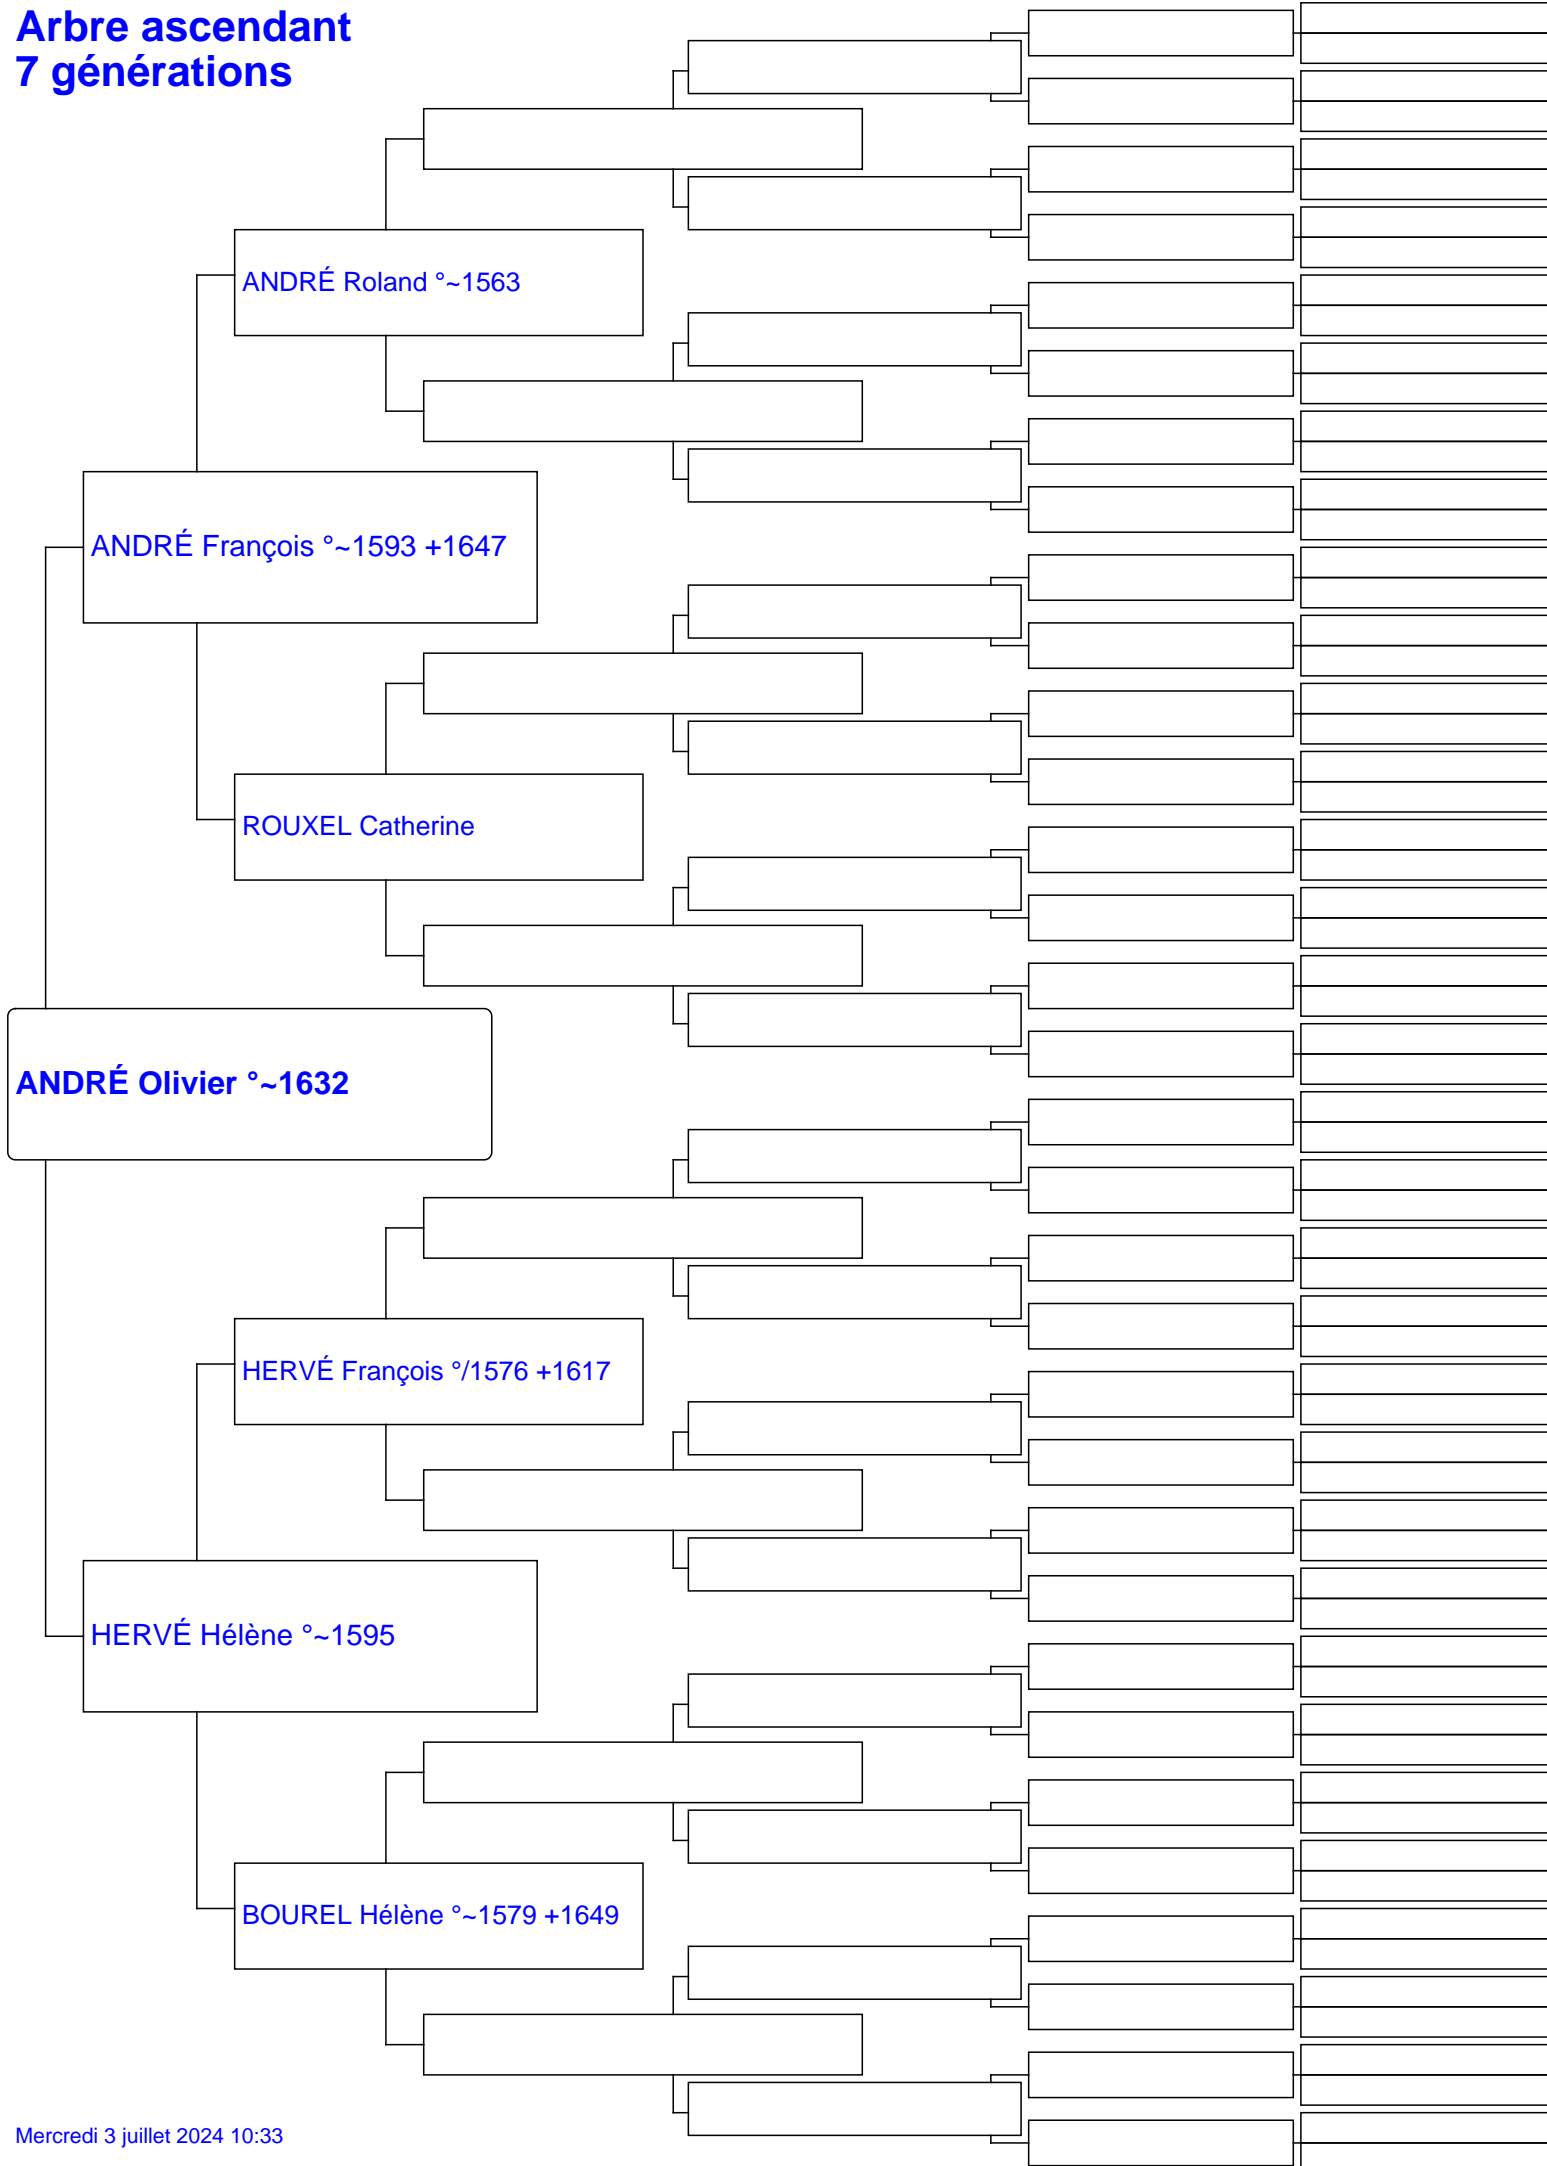 Arbre ascendant
7 générations
ANDRÉ Roland °~1563
ANDRÉ François °~1593 +1647
ROUXEL Catherine
ANDRÉ Olivier °~1632
HERVÉ François °/1576 +1617
HERVÉ Hélène °~1595
BOUREL Hélène °~1579 +1649
Mercredi 3 juillet 2024 10:33